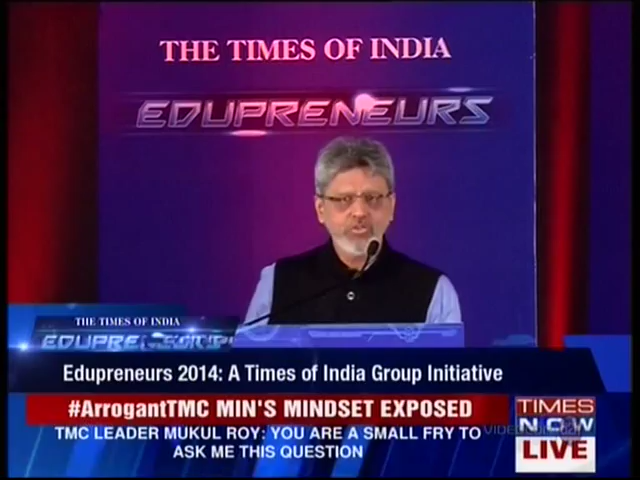 THE TIMES OF INDIA
EDUPRENEURS
THE TIMES OF INDIA
EDUPRENEURS
Edupreneurs 2014: A Times of India Group Initiative
#ArrogantTMC MIN'S MINDSET EXPOSED
TMC LEADER MUKUL ROY: YOU ARE A SMALL FRY TO
ASK ME THIS QUESTION
TIMES
NOW
LIVE